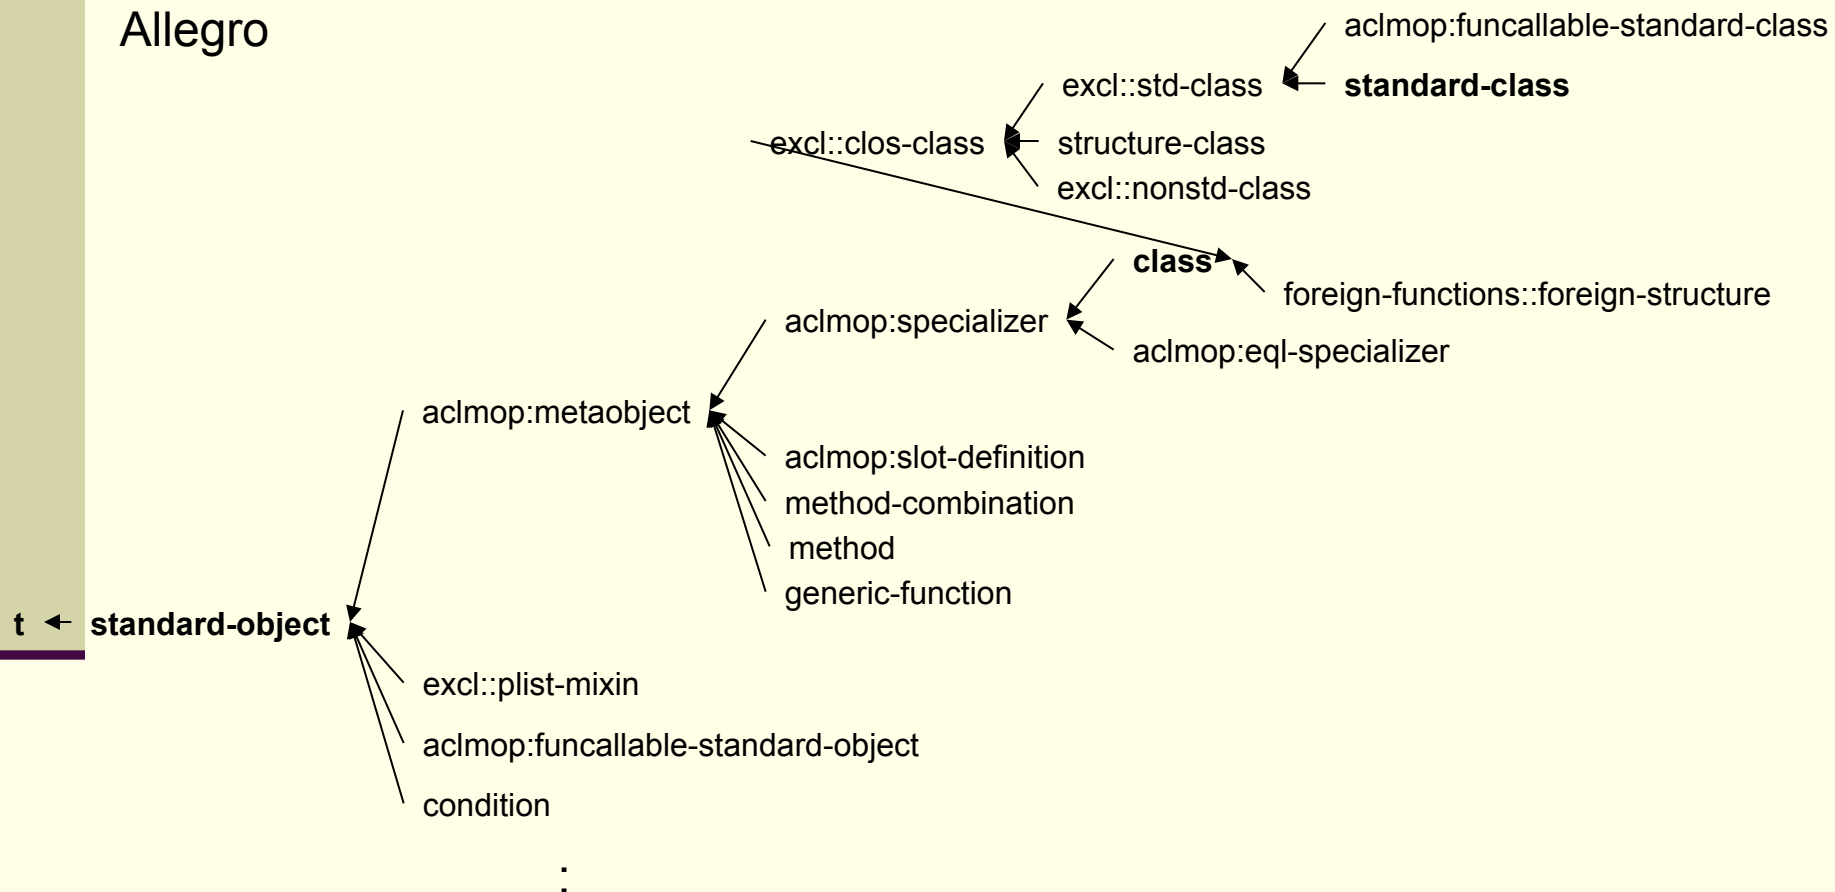 Allegro
aclmop:funcallable-standard-class
excl::std-class
standard-class
excl::clos-class
structure-class
excl::nonstd-class
class
foreign-functions::foreign-structure
aclmop:specializer
aclmop:eql-specializer
aclmop:metaobject
aclmop:slot-definition
method-combination
method
generic-function
t
standard-object
excl::plist-mixin
aclmop:funcallable-standard-object
condition
: